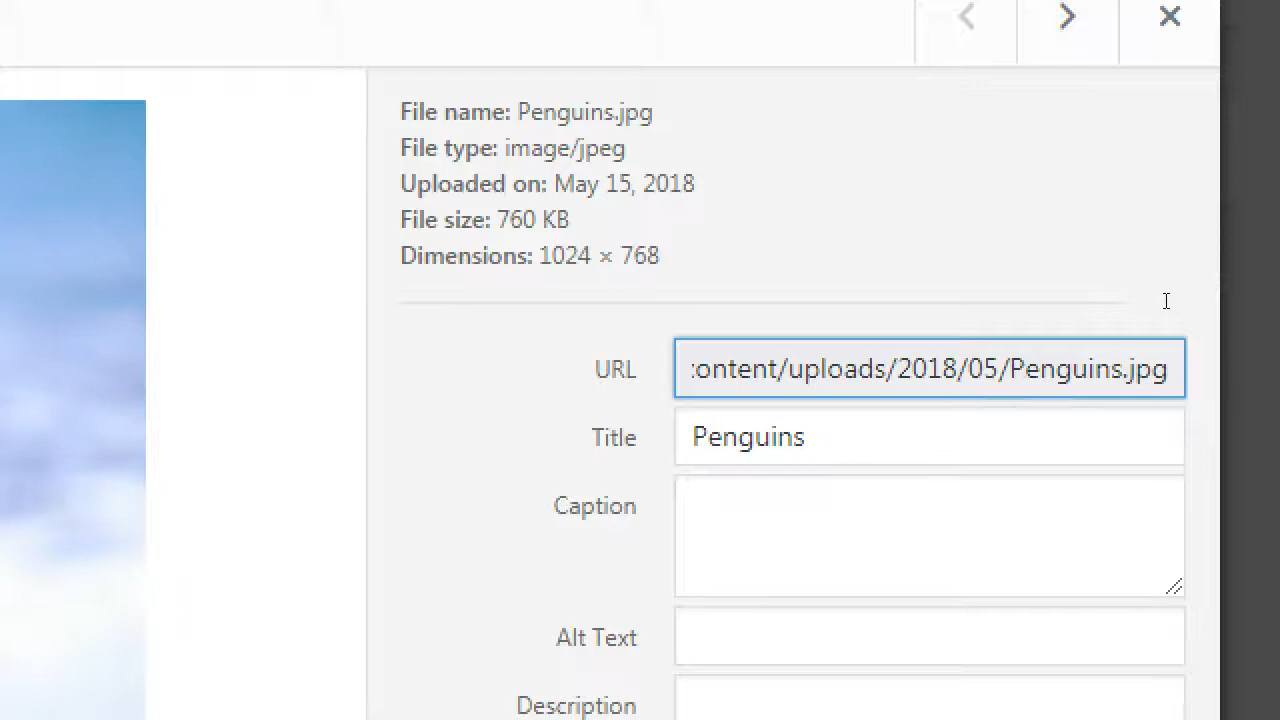 File name: Penguins.jpg
File type: image/jpeg
Uploaded on: May 15, 2018
File size: 760 KB
Dimensions: 1024 × 768
URL content/uploads/2018/05/Penguins.jpg
Title Penguins
Caption
Alt Text
Description